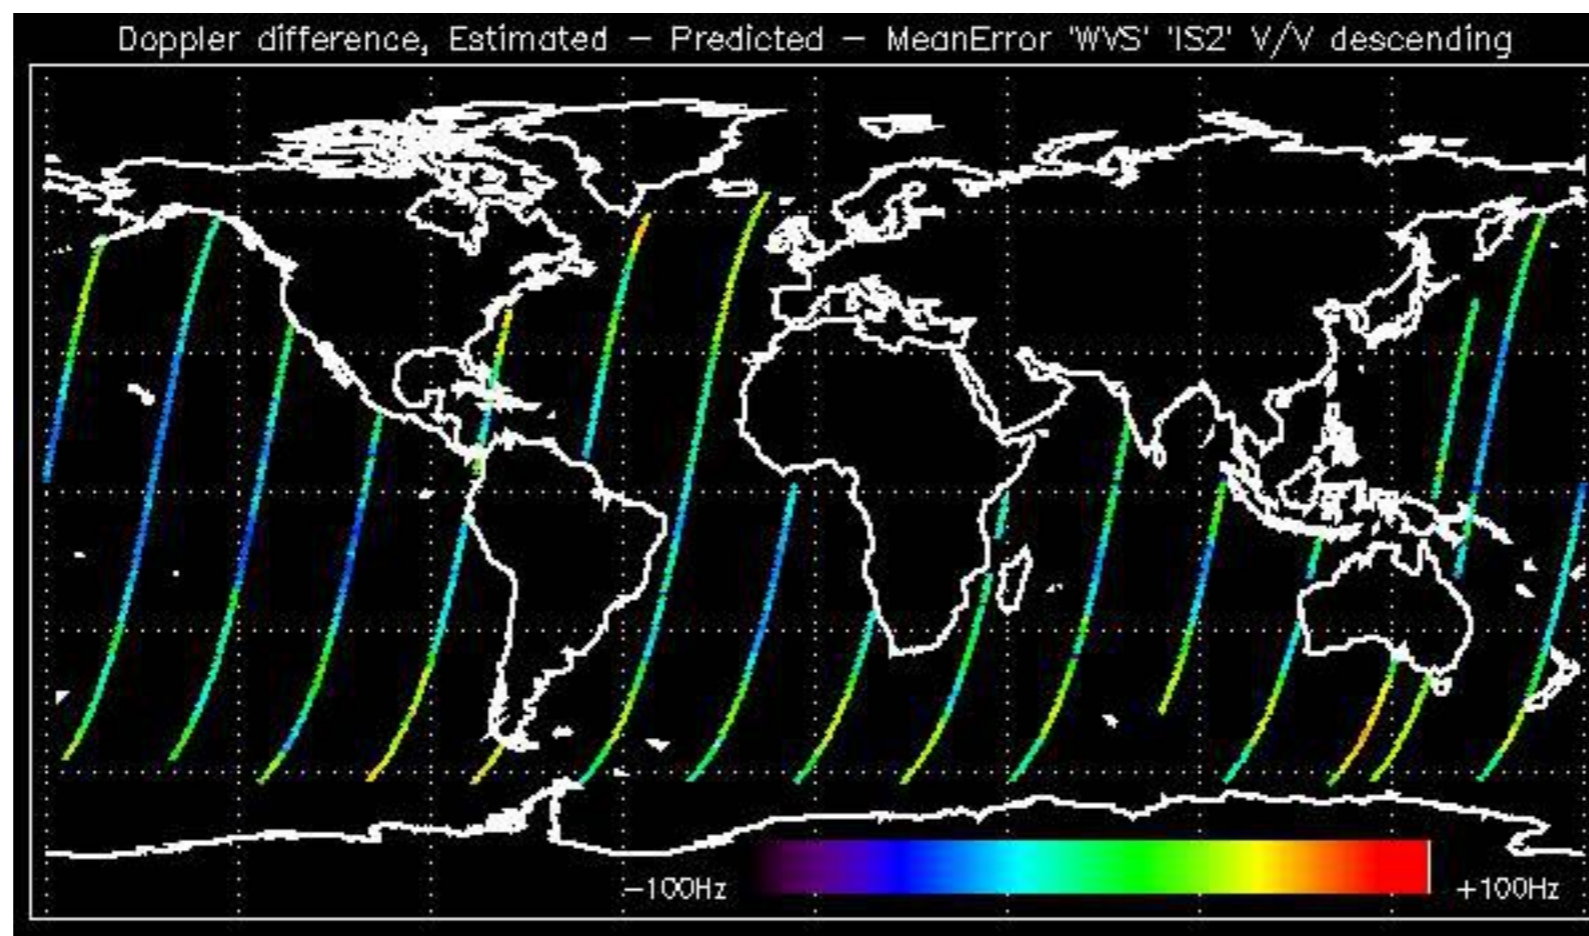 Doppler difference, Estimated – Predicted – MeanError 'WVS' 'IS2' V/V descending
–100Hz +100Hz